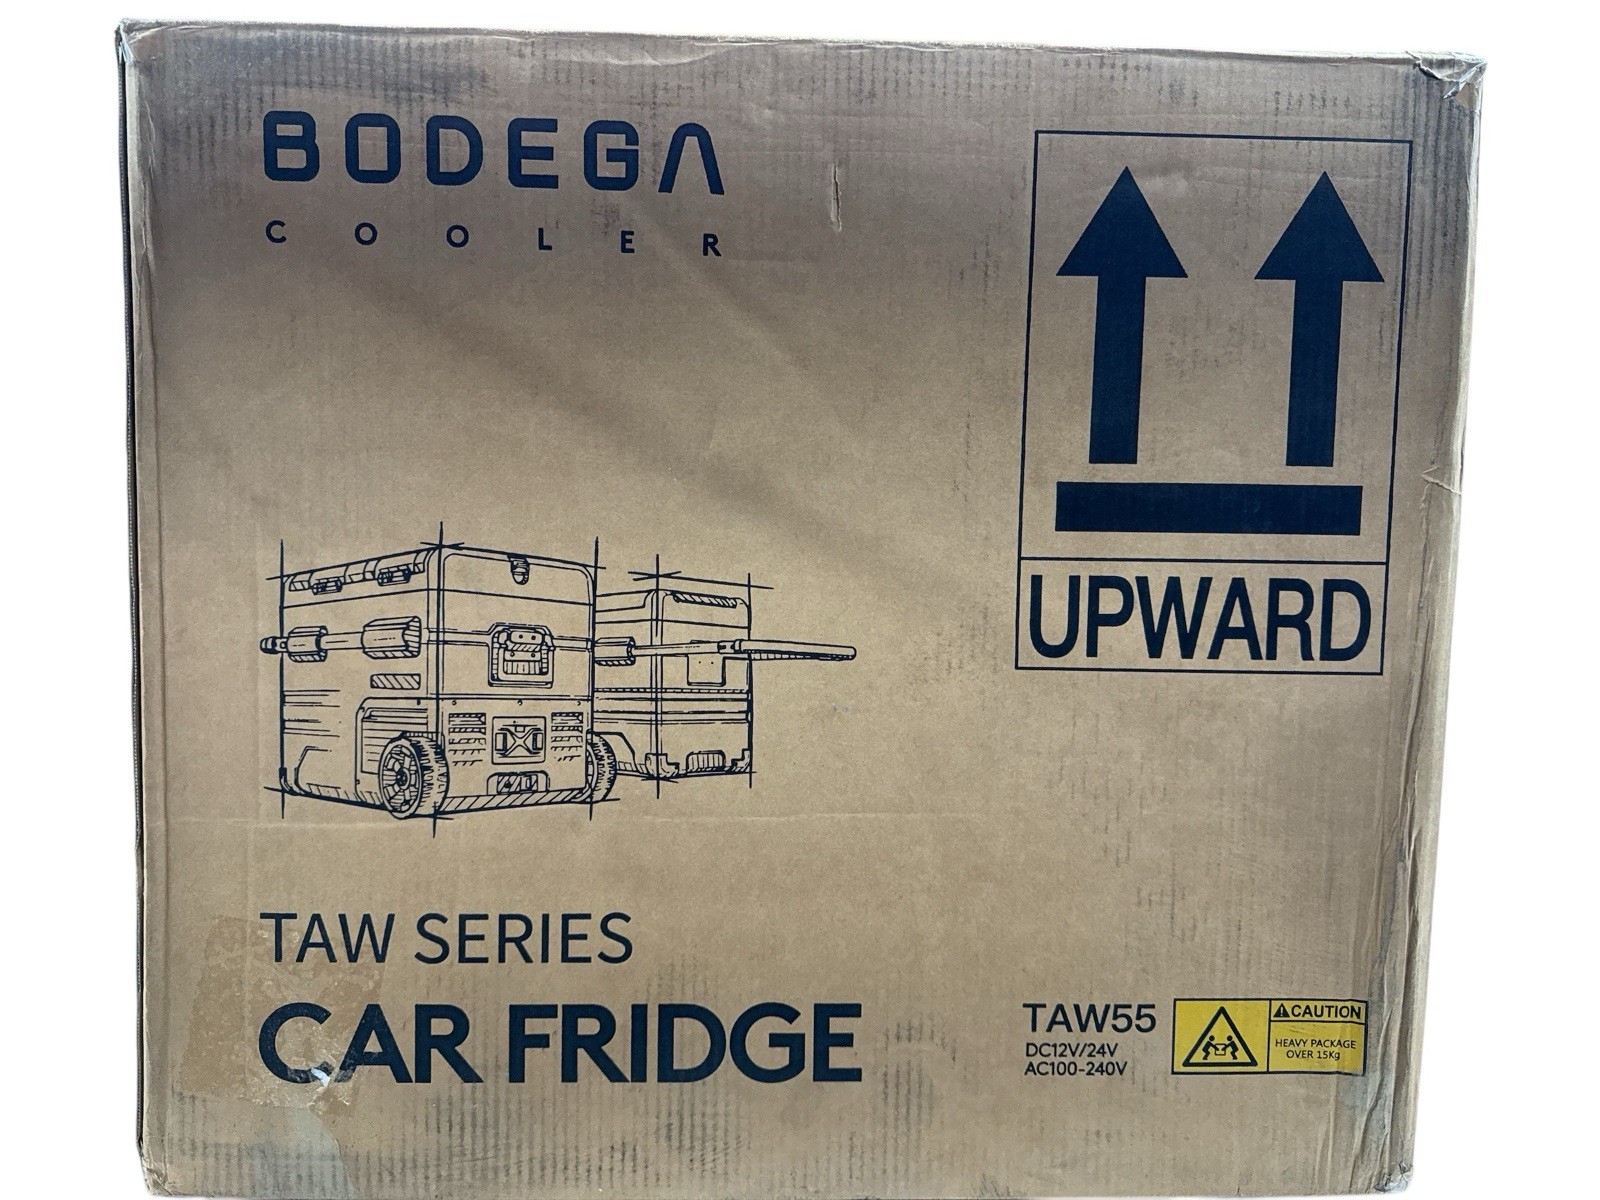 BODEGA
COOLER
UPWARD
TAW SERIES
CAR FRIDGE
TAW55
DC12V/24V
AC100-240V
CAUTION
HEAVY PACKAGE
OVER 15Kg